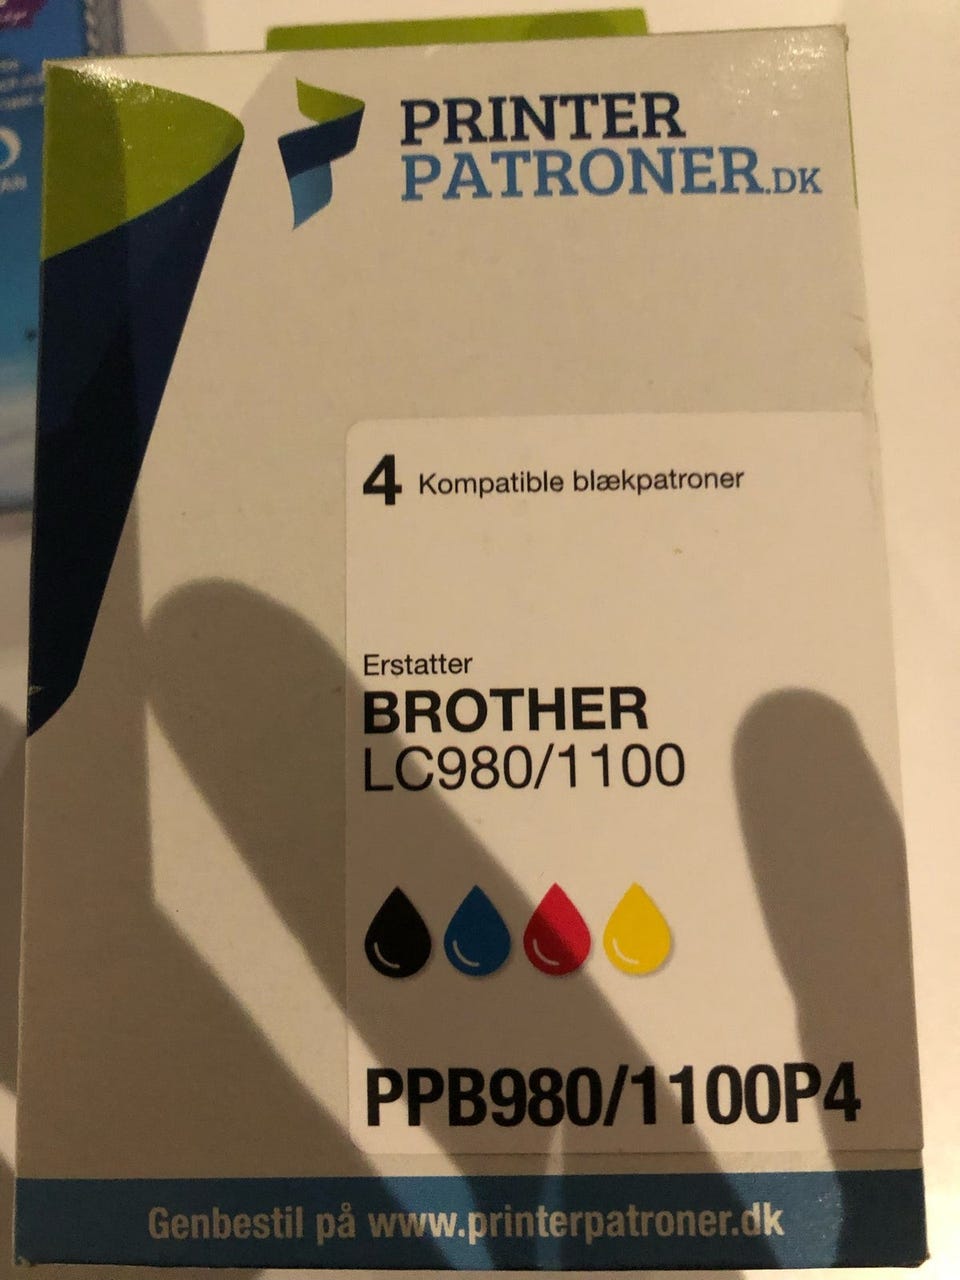 PRINTER
PATRONER.DK
4 Kompatible blækpatroner
Erstatter
BROTHER
LC980/1100
PPB980/1100P4
Genbestil på www.printerpatroner.dk